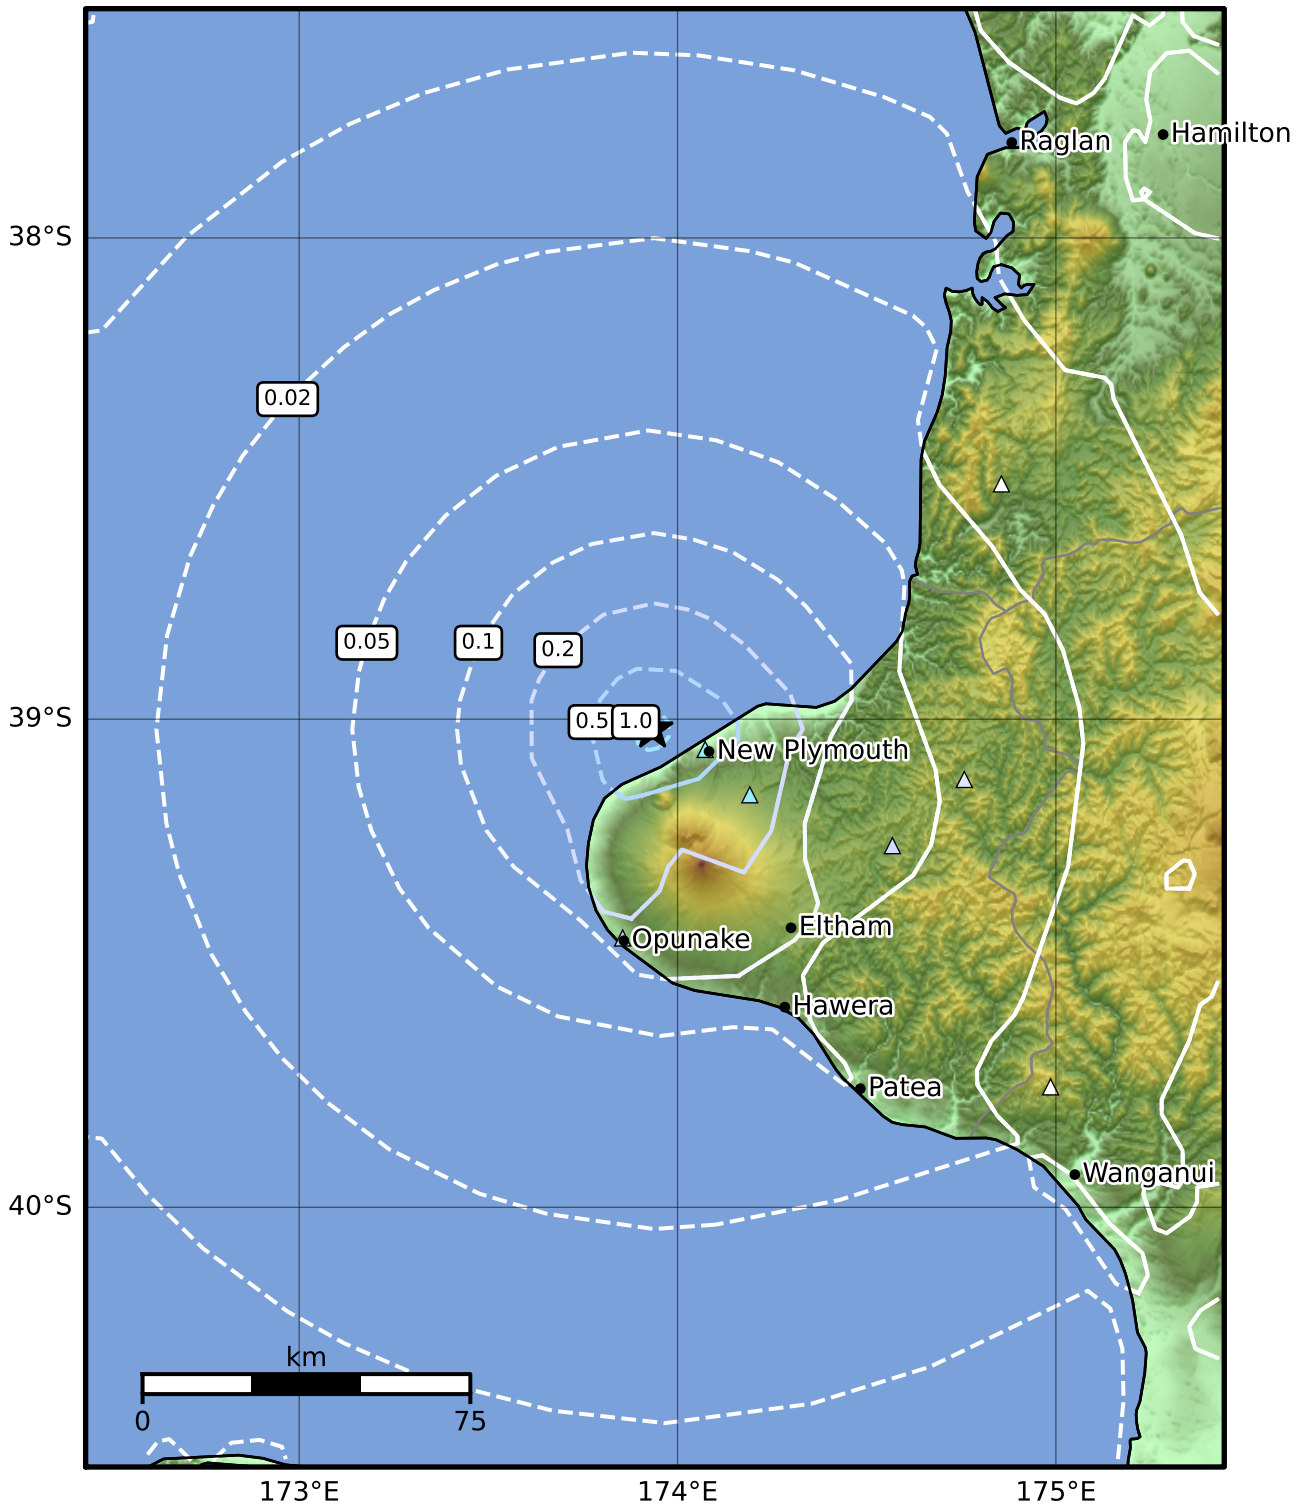 Raglan
Hamilton
38°S
0.02
0.05
0.1
0.2
39°S
0.5
1.0
New Plymouth
Eltham
Opunake
Hawera
Patea
Wanganui
40°S
km
0
75
173°E
174°E
175°E